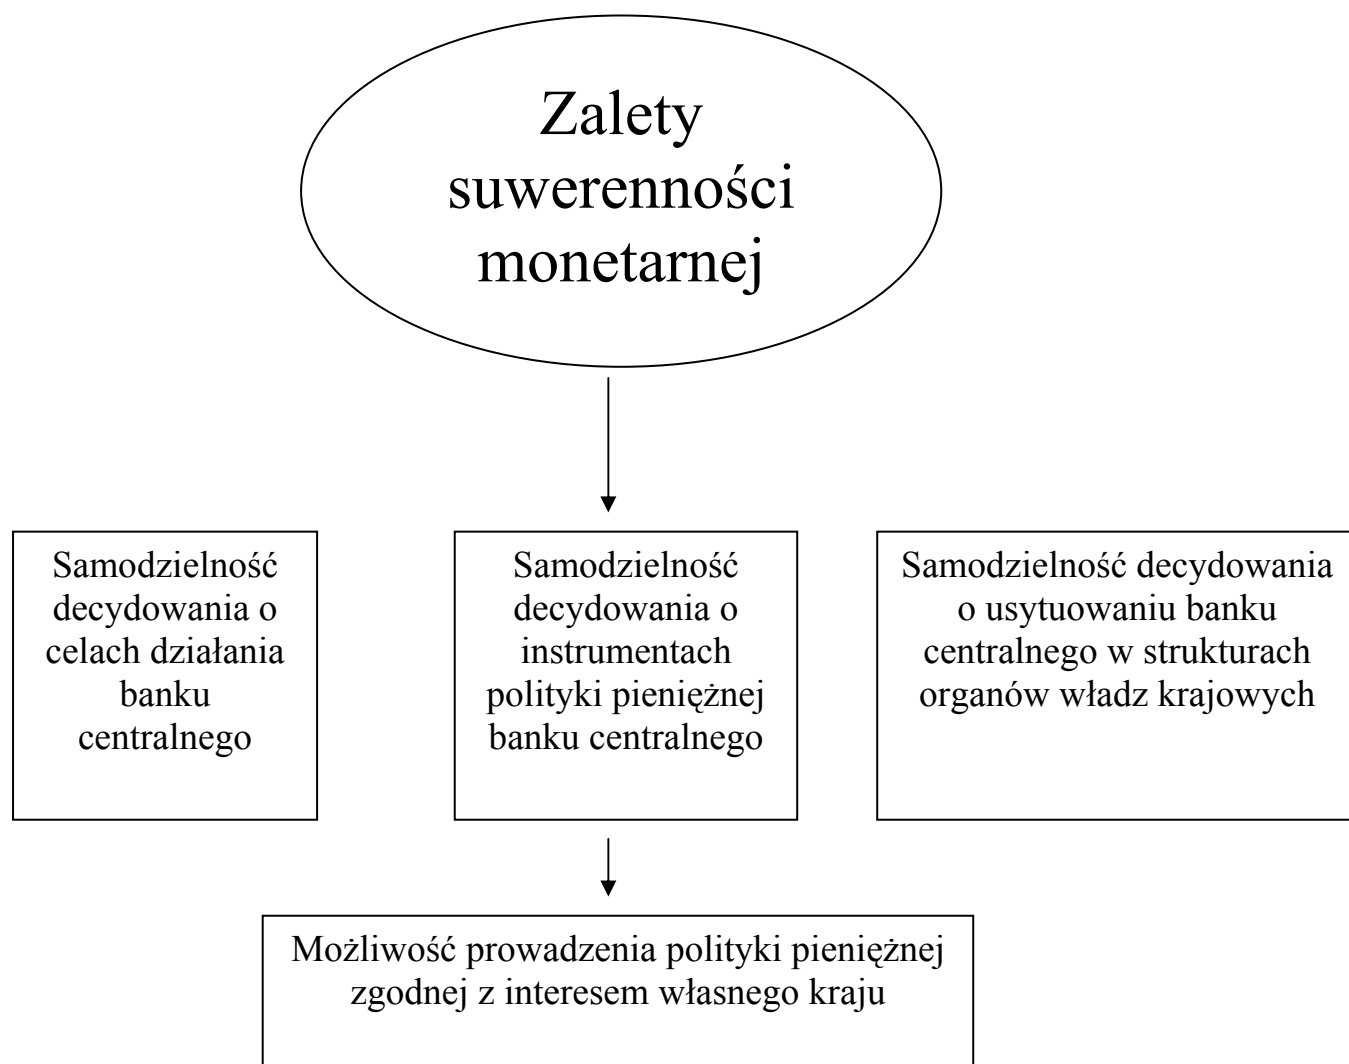 Zalety
suwerenności
monetarnej
Samodzielność
decydowania o
celach działania
banku
centralnego
Samodzielność
decydowania o
instrumentach
polityki pieniężnej
banku centralnego
Samodzielność decydowania
o usytuowaniu banku
centralnego w strukturach
organów władz krajowych
Możliwość prowadzenia polityki pieniężnej
zgodnej z interesem własnego kraju